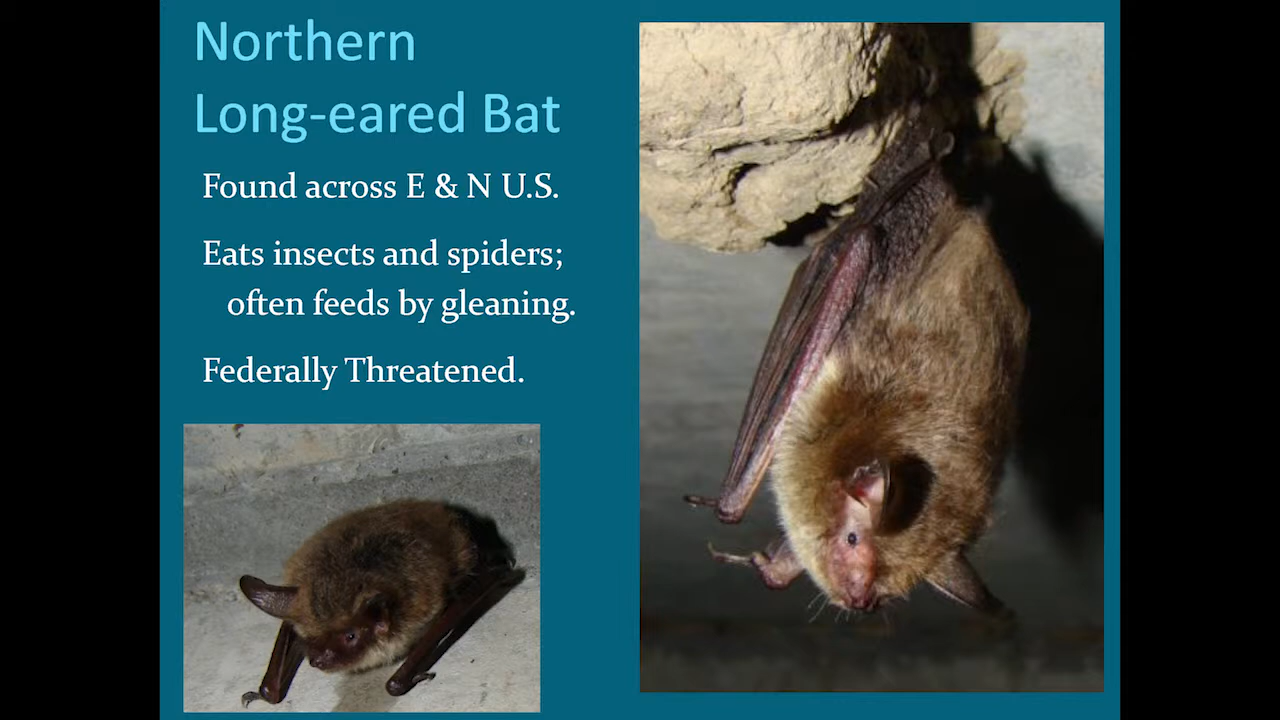 Northern
Long-eared Bat
Found across E & N U.S.
Eats insects and spiders;
often feeds by gleaning.
Federally Threatened.